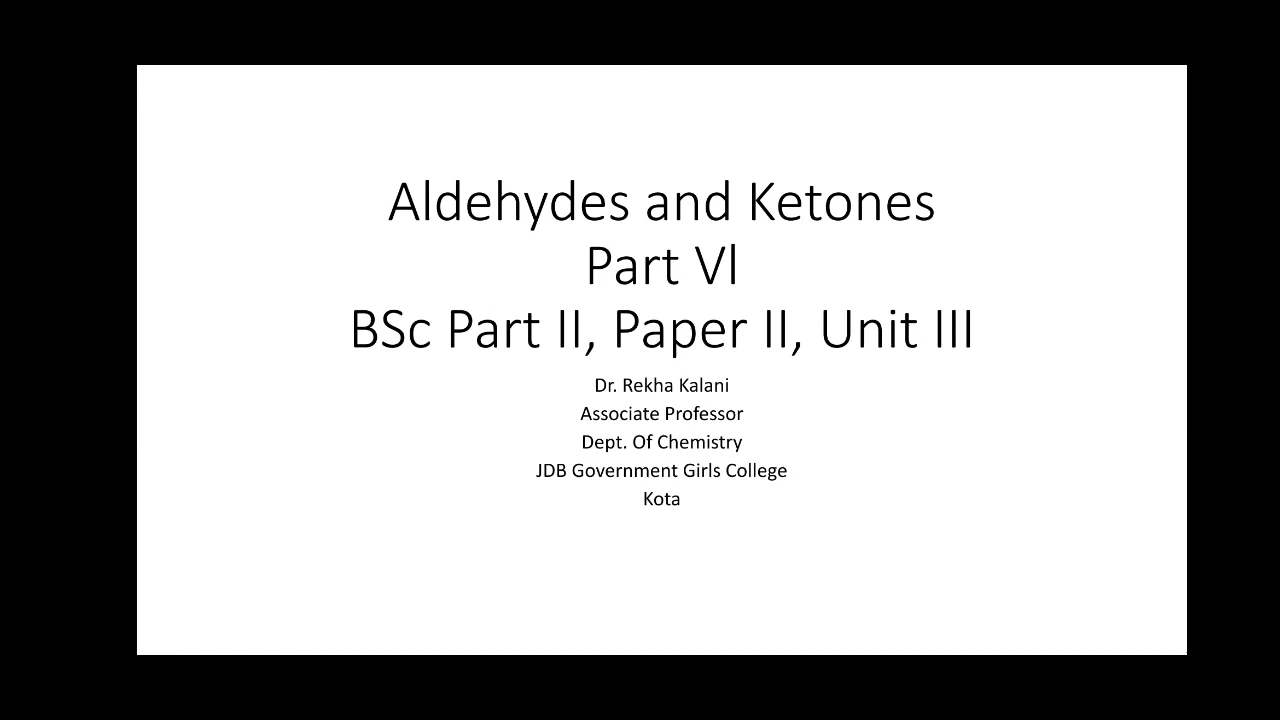 Aldehydes and Ketones
Part Vl
BSc Part II, Paper II, Unit III
Dr. Rekha Kalani
Associate Professor
Dept. Of Chemistry
JDB Government Girls College
Kota